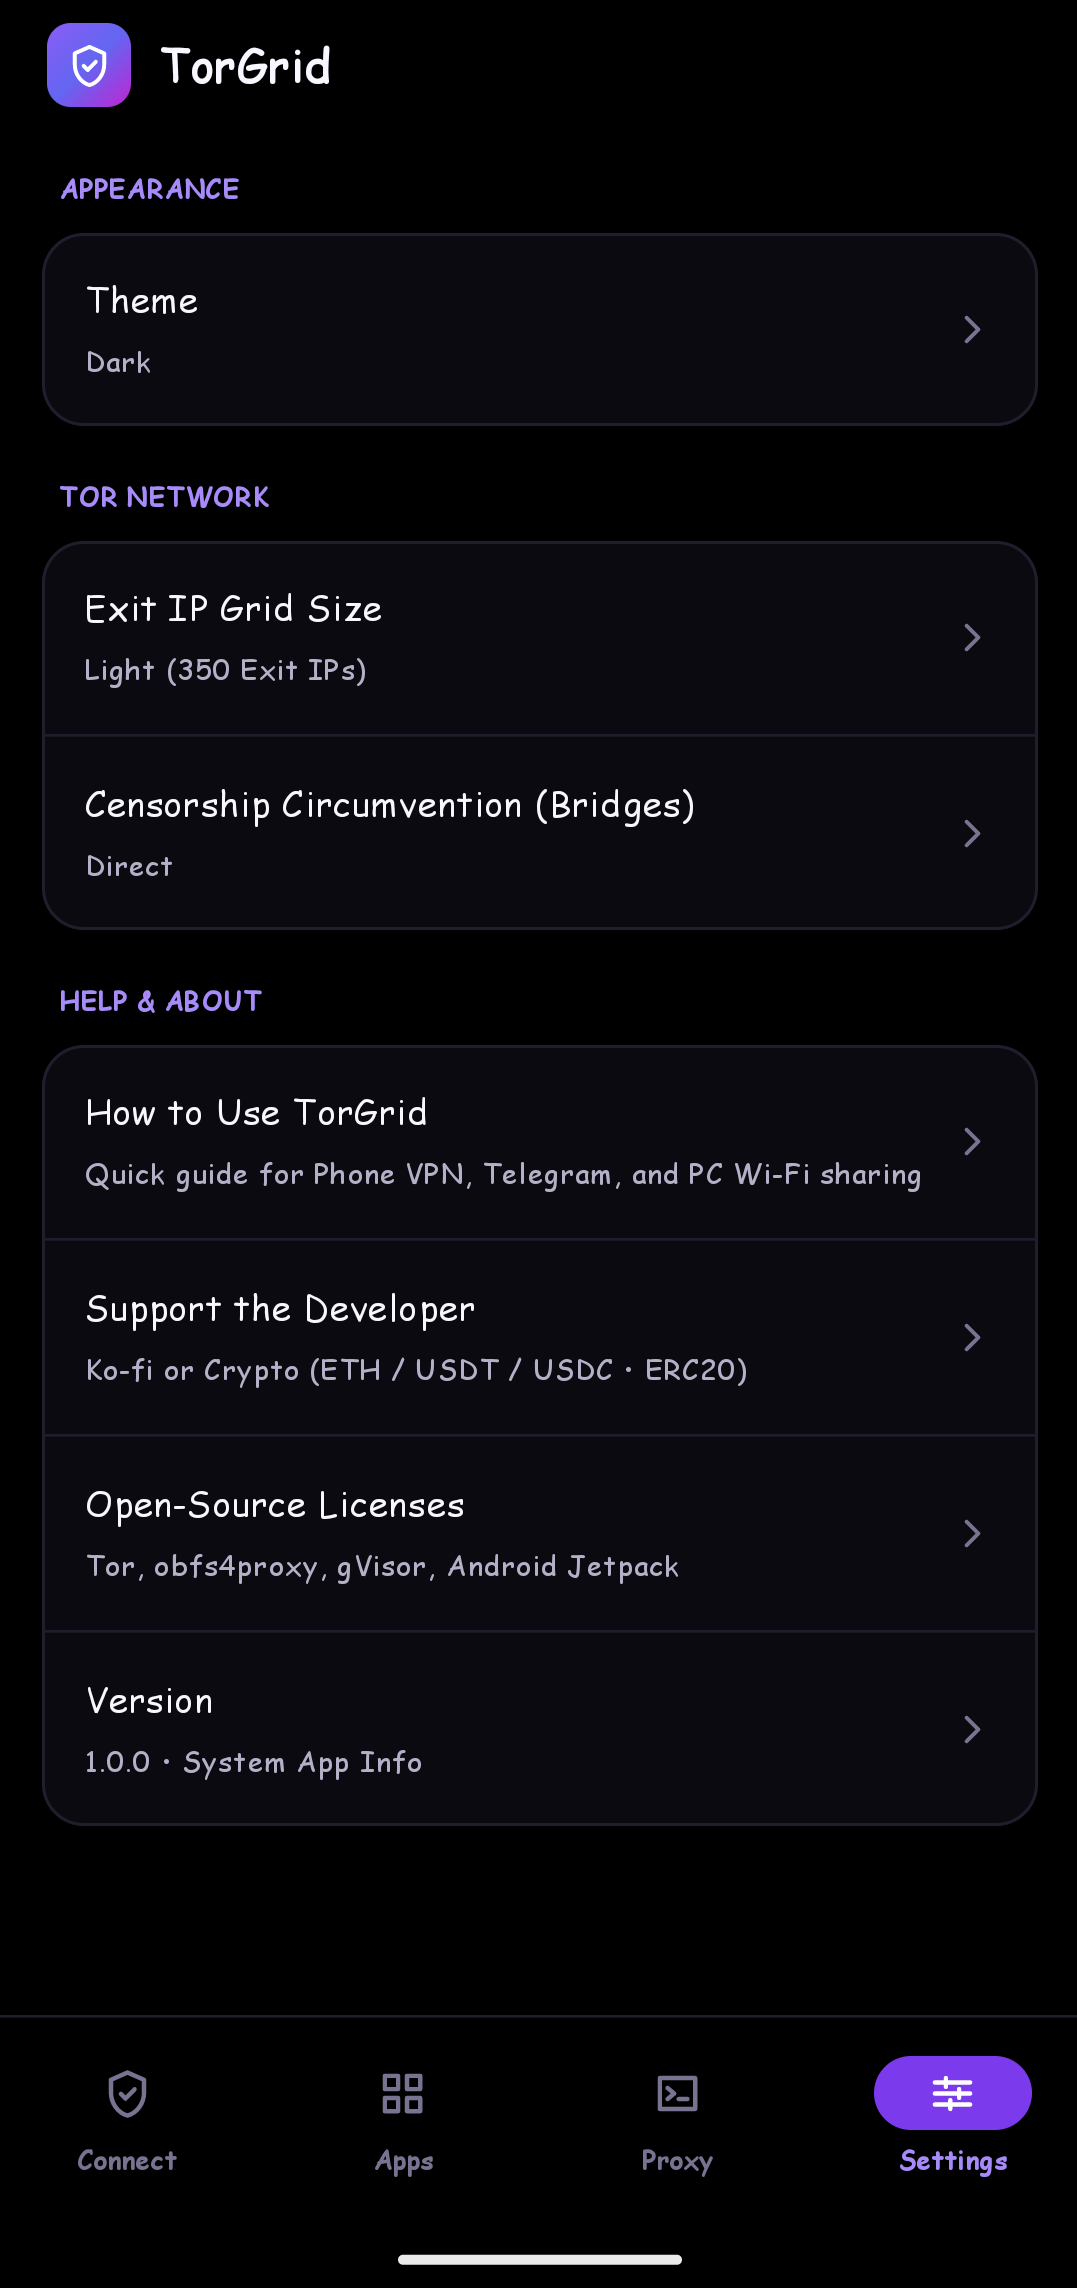 TorGrid
APPEARANCE
Theme
Dark
TOR NETWORK
Exit IP Grid Size
Light (350 Exit IPs)
Censorship Circumvention (Bridges)
Direct
HELP & ABOUT
How to Use TorGrid
Quick guide for Phone VPN, Telegram, and PC Wi-Fi sharing
Support the Developer
Ko-fi or Crypto (ETH / USDT / USDC • ERC20)
Open-Source Licenses
Tor, obfs4proxy, gVisor, Android Jetpack
Version
1.0.0 • System App Info
Connect
Apps
Proxy
Settings